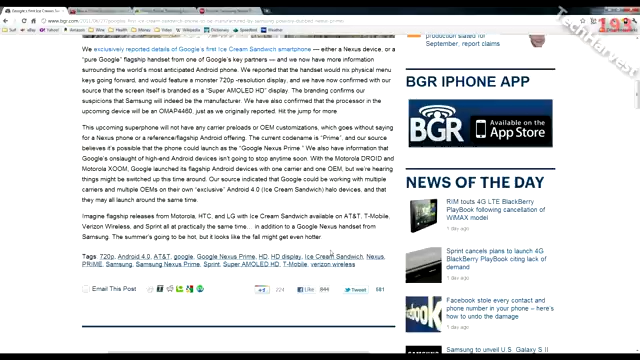 We exclusively reported details of Google's first Ice Cream Sandwich smartphone — either a Nexus device, or a
"pure Google" flagship handset from one of Google's key partners — and we now have more information
surrounding the world's most anticipated Android phone. We reported that the handset would nix physical menu
keys going forward, and would feature a monster 720p -resolution display, and we have now confirmed with our
source that the screen itself is branded as a "Super AMOLED HD" display. The branding confirms our
suspicions that Samsung will indeed be the manufacturer. We have also confirmed that the processor in the
upcoming device will be an OMAP4460, just as we originally reported. Hit the jump for more
This upcoming superphone will not have any carrier preloads or OEM customizations, which goes without saying
for a Nexus phone or a reference/flagship Android offering. The current codename is "Prime", and our source
believes it's possible that the phone could launch as the "Google Nexus Prime." We also have information that
Google's onslaught of high-end Android devices isn't going to stop anytime soon. With the Motorola DROID and
Motorola XOOM, Google launched its flagship Android devices with one carrier and one OEM, but we're hearing
things might be switched up this time around. Our source indicated that Google could be working with multiple
carriers and multiple OEMs on their own "exclusive" Android 4.0 (Ice Cream Sandwich) halo devices, and that
they may all launch around the same time.
Imagine flagship releases from Motorola, HTC, and LG with Ice Cream Sandwich available on AT&T, T-Mobile,
Verizon Wireless, and Sprint all at practically the same time... in addition to a Google Nexus handset from
Samsung. The summer's going to be hot, but it looks like the fall might get even hotter
Tags 720p, Android 4.0, AT&T, google, Google Nexus Prime, HD, HD display, Ice Cream Sandwich, Nexus,
PRIME, Samsung, Samsung Nexus Prime, Sprint, Super AMOLED HD, T-Mobile, verizon wireless
Email This Post
+1 224 Like 844 Tweet 581
production slated for
September, report claims
BGR IPHONE APP
BGR
Available on the
App Store
NEWS OF THE DAY
RIM touts 4G LTE BlackBerry
PlayBook following
cancellation of
WiMAX model
1 day ago
Sprint cancels plans to launch 4G
BlackBerry PlayBook citing lack of
demand
1 day ago
Facebook stole every contact and
phone number in your phone – here's
how to undo the damage
1 day ago
Samsung to unveil U.S. Galaxy S II
TechHarvest